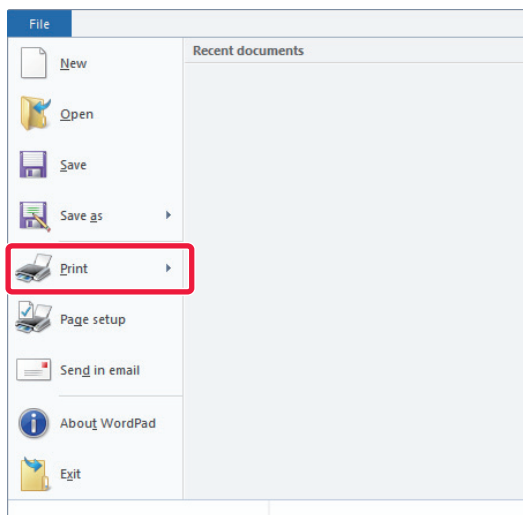 File
Recent documents
New
Open
Save
Save as
Print
Page setup
Send in email
About WordPad
Exit